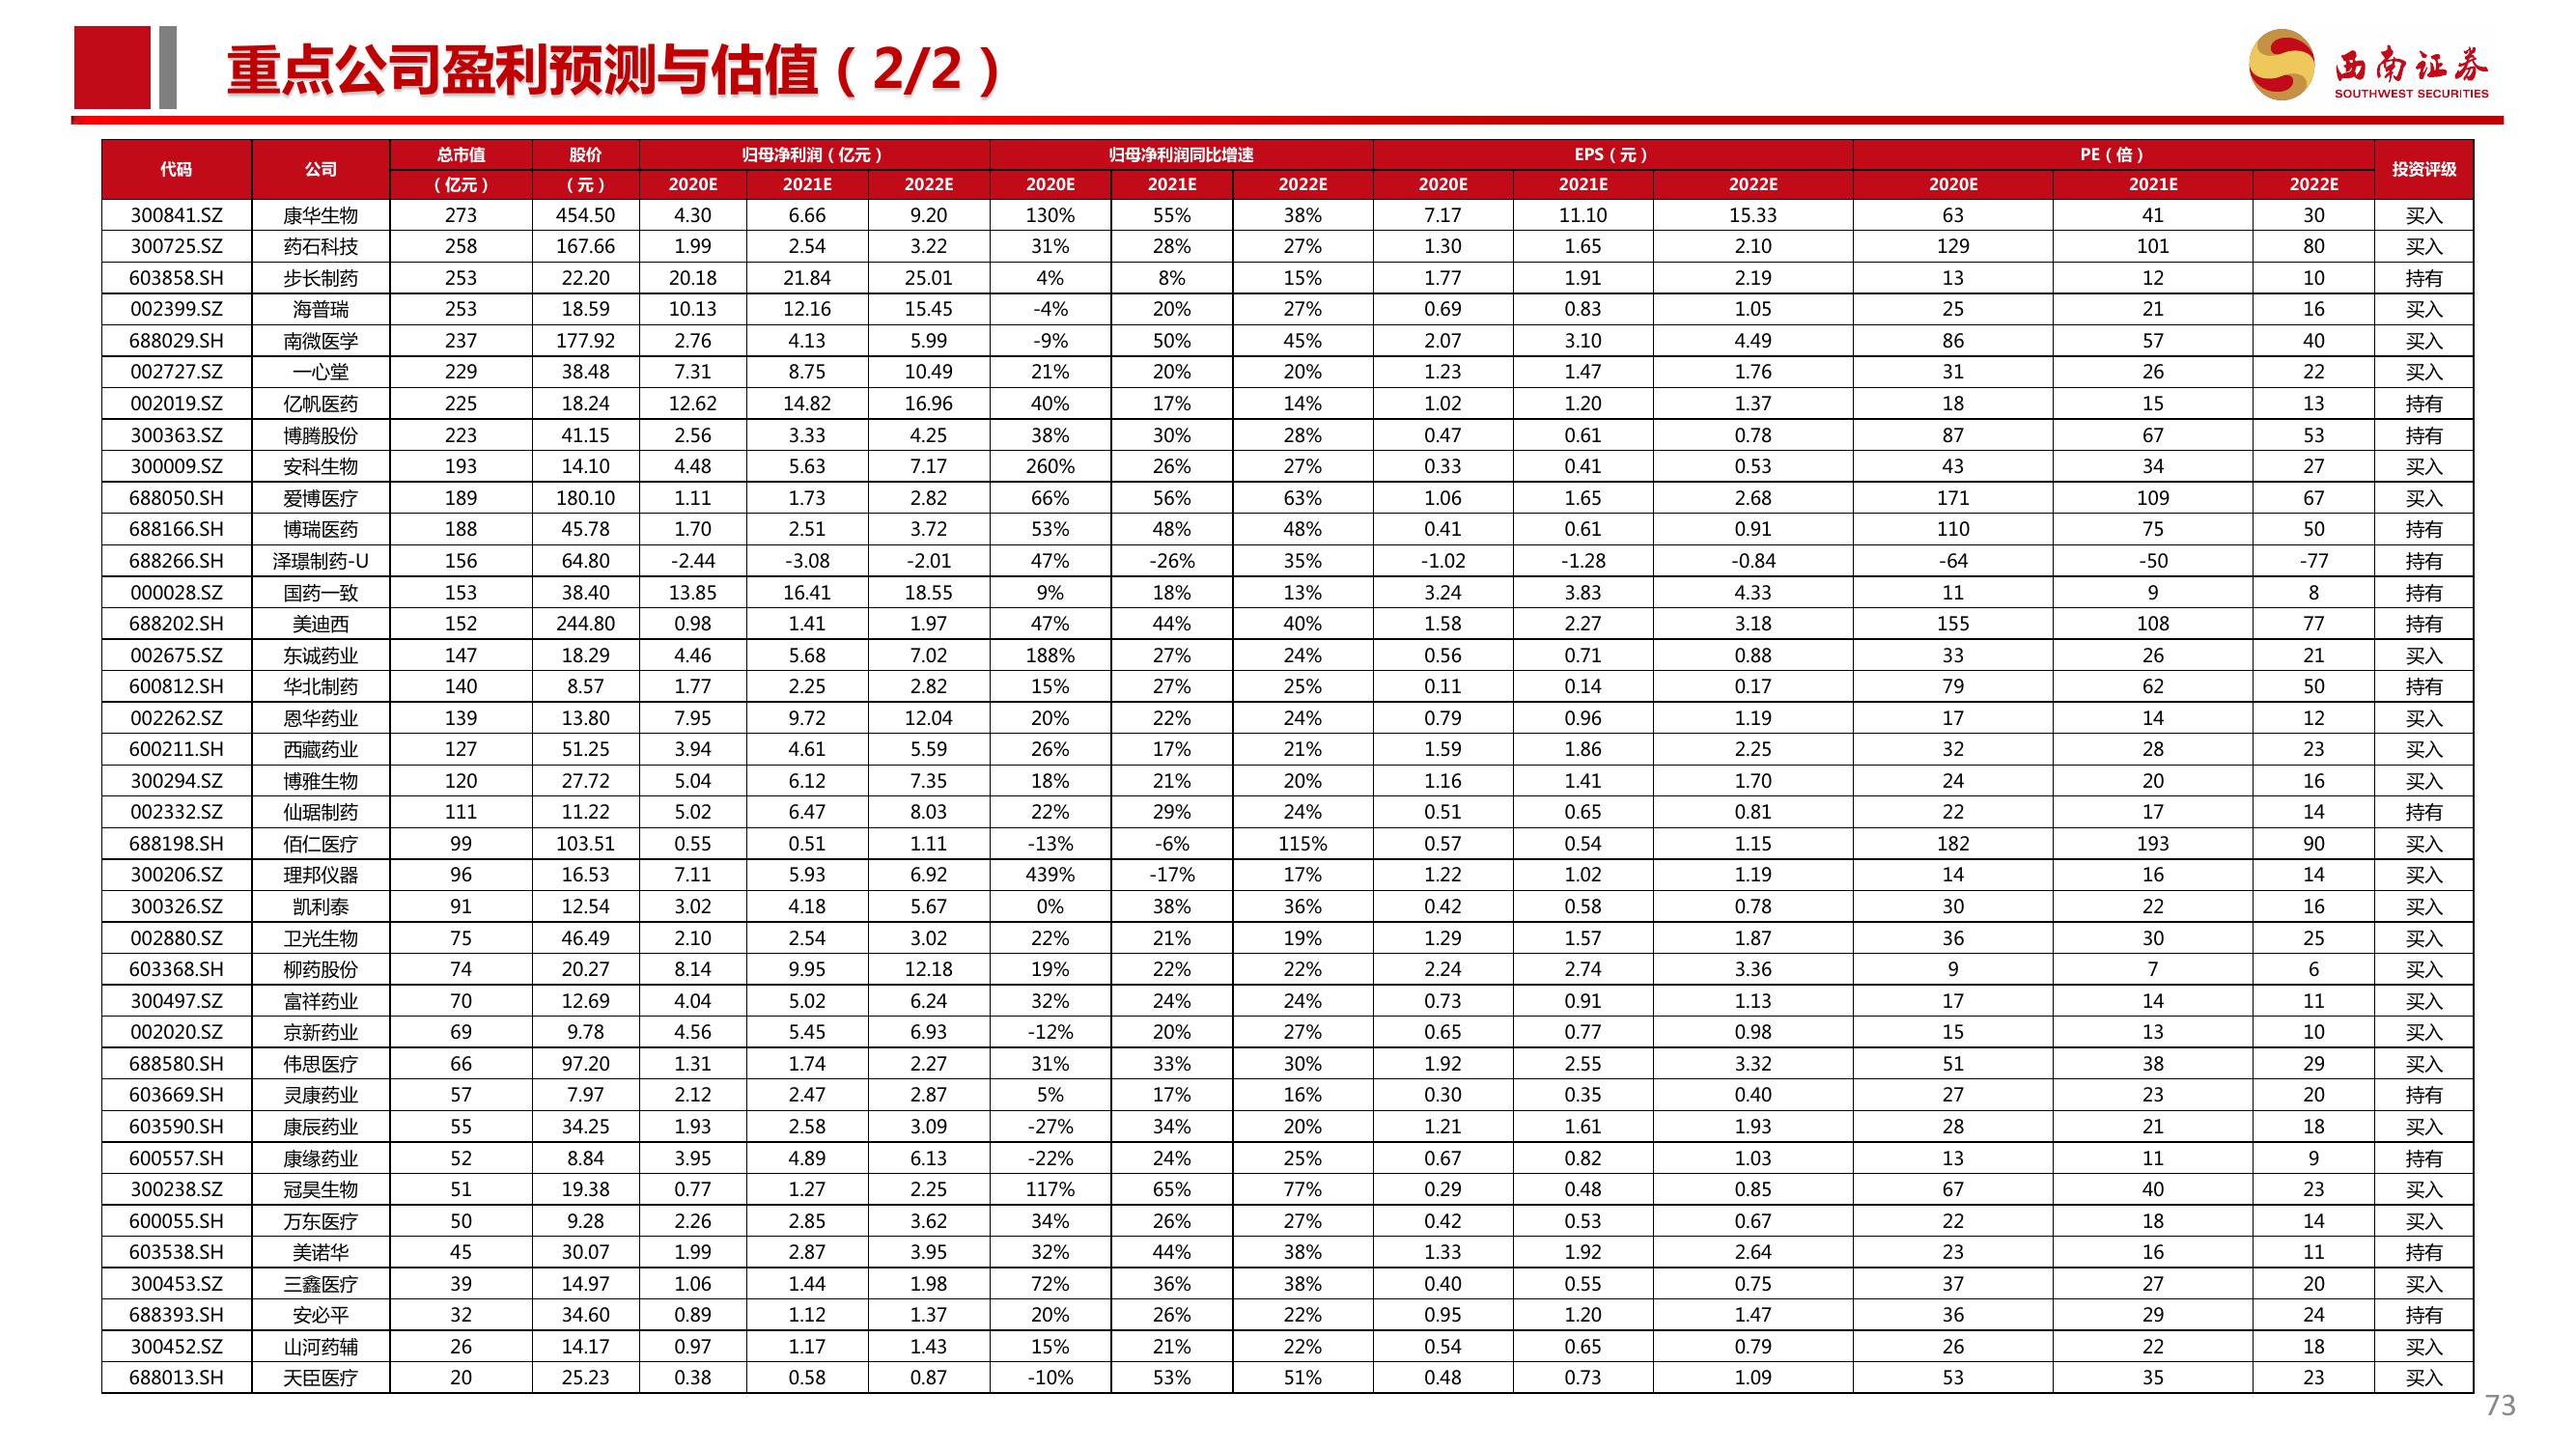 重点公司盈利预测与估值（2/2）
西南证券
SOUTHWEST SECURITIES
代码 公司 总市值 股价 归母净利润（亿元） 归母净利润同比增速 EPS（元） PE（倍） 投资评级
（亿元） （元） 2020E 2021E 2022E 2020E 2021E 2022E 2020E 2021E 2022E 2020E 2021E 2022E
300841.SZ 康华生物 273 454.50 4.30 6.66 9.20 130% 55% 38% 7.17 11.10 15.33 63 41 30 买入
300725.SZ 药石科技 258 167.66 1.99 2.54 3.22 31% 28% 27% 1.30 1.65 2.10 129 101 80 买入
603858.SH 步长制药 253 22.20 20.18 21.84 25.01 4% 8% 15% 1.77 1.91 2.19 13 12 10 持有
002399.SZ 海普瑞 253 18.59 10.13 12.16 15.45 -4% 20% 27% 0.69 0.83 1.05 25 21 16 买入
688029.SH 南微医学 237 177.92 2.76 4.13 5.99 -9% 50% 45% 2.07 3.10 4.49 86 57 40 买入
002727.SZ 一心堂 229 38.48 7.31 8.75 10.49 21% 20% 20% 1.23 1.47 1.76 31 26 22 买入
002019.SZ 亿帆医药 225 18.24 12.62 14.82 16.96 40% 17% 14% 1.02 1.20 1.37 18 15 13 持有
300363.SZ 博腾股份 223 41.15 2.56 3.33 4.25 38% 30% 28% 0.47 0.61 0.78 87 67 53 持有
300009.SZ 安科生物 193 14.10 4.48 5.63 7.17 260% 26% 27% 0.33 0.41 0.53 43 34 27 买入
688050.SH 爱博医疗 189 180.10 1.11 1.73 2.82 66% 56% 63% 1.06 1.65 2.68 171 109 67 买入
688166.SH 博瑞医药 188 45.78 1.70 2.51 3.72 53% 48% 48% 0.41 0.61 0.91 110 75 50 持有
688266.SH 泽璟制药-U 156 64.80 -2.44 -3.08 -2.01 47% -26% 35% -1.02 -1.28 -0.84 -64 -50 -77 持有
000028.SZ 国药一致 153 38.40 13.85 16.41 18.55 9% 18% 13% 3.24 3.83 4.33 11 9 8 持有
688202.SH 美迪西 152 244.80 0.98 1.41 1.97 47% 44% 40% 1.58 2.27 3.18 155 108 77 持有
002675.SZ 东诚药业 147 18.29 4.46 5.68 7.02 188% 27% 24% 0.56 0.71 0.88 33 26 21 买入
600812.SH 华北制药 140 8.57 1.77 2.25 2.82 15% 27% 25% 0.11 0.14 0.17 79 62 50 持有
002262.SZ 恩华药业 139 13.80 7.95 9.72 12.04 20% 22% 24% 0.79 0.96 1.19 17 14 12 买入
600211.SH 西藏药业 127 51.25 3.94 4.61 5.59 26% 17% 21% 1.59 1.86 2.25 32 28 23 买入
300294.SZ 博雅生物 120 27.72 5.04 6.12 7.35 18% 21% 20% 1.16 1.41 1.70 24 20 16 买入
002332.SZ 仙琚制药 111 11.22 5.02 6.47 8.03 22% 29% 24% 0.51 0.65 0.81 22 17 14 持有
688198.SH 佰仁医疗 99 103.51 0.55 0.51 1.11 -13% -6% 115% 0.57 0.54 1.15 182 193 90 买入
300206.SZ 理邦仪器 96 16.53 7.11 5.93 6.92 439% -17% 17% 1.22 1.02 1.19 14 16 14 买入
300326.SZ 凯利泰 91 12.54 3.02 4.18 5.67 0% 38% 36% 0.42 0.58 0.78 30 22 16 买入
002880.SZ 卫光生物 75 46.49 2.10 2.54 3.02 22% 21% 19% 1.29 1.57 1.87 36 30 25 买入
603368.SH 柳药股份 74 20.27 8.14 9.95 12.18 19% 22% 22% 2.24 2.74 3.36 9 7 6 买入
300497.SZ 富祥药业 70 12.69 4.04 5.02 6.24 32% 24% 24% 0.73 0.91 1.13 17 14 11 买入
002020.SZ 京新药业 69 9.78 4.56 5.45 6.93 -12% 20% 27% 0.65 0.77 0.98 15 13 10 买入
688580.SH 伟思医疗 66 97.20 1.31 1.74 2.27 31% 33% 30% 1.92 2.55 3.32 51 38 29 买入
603669.SH 灵康药业 57 7.97 2.12 2.47 2.87 5% 17% 16% 0.30 0.35 0.40 27 23 20 持有
603590.SH 康辰药业 55 34.25 1.93 2.58 3.09 -27% 34% 20% 1.21 1.61 1.93 28 21 18 买入
600557.SH 康缘药业 52 8.84 3.95 4.89 6.13 -22% 24% 25% 0.67 0.82 1.03 13 11 9 持有
300238.SZ 冠昊生物 51 19.38 0.77 1.27 2.25 117% 65% 77% 0.29 0.48 0.85 67 40 23 买入
600055.SH 万东医疗 50 9.28 2.26 2.85 3.62 34% 26% 27% 0.42 0.53 0.67 22 18 14 买入
603538.SH 美诺华 45 30.07 1.99 2.87 3.95 32% 44% 38% 1.33 1.92 2.64 23 16 11 持有
300453.SZ 三鑫医疗 39 14.97 1.06 1.44 1.98 72% 36% 38% 0.40 0.55 0.75 37 27 20 买入
688393.SH 安必平 32 34.60 0.89 1.12 1.37 20% 26% 22% 0.95 1.20 1.47 36 29 24 持有
300452.SZ 山河药辅 26 14.17 0.97 1.17 1.43 15% 21% 22% 0.54 0.65 0.79 26 22 18 买入
688013.SH 天臣医疗 20 25.23 0.38 0.58 0.87 -10% 53% 51% 0.48 0.73 1.09 53 35 23 买入
73